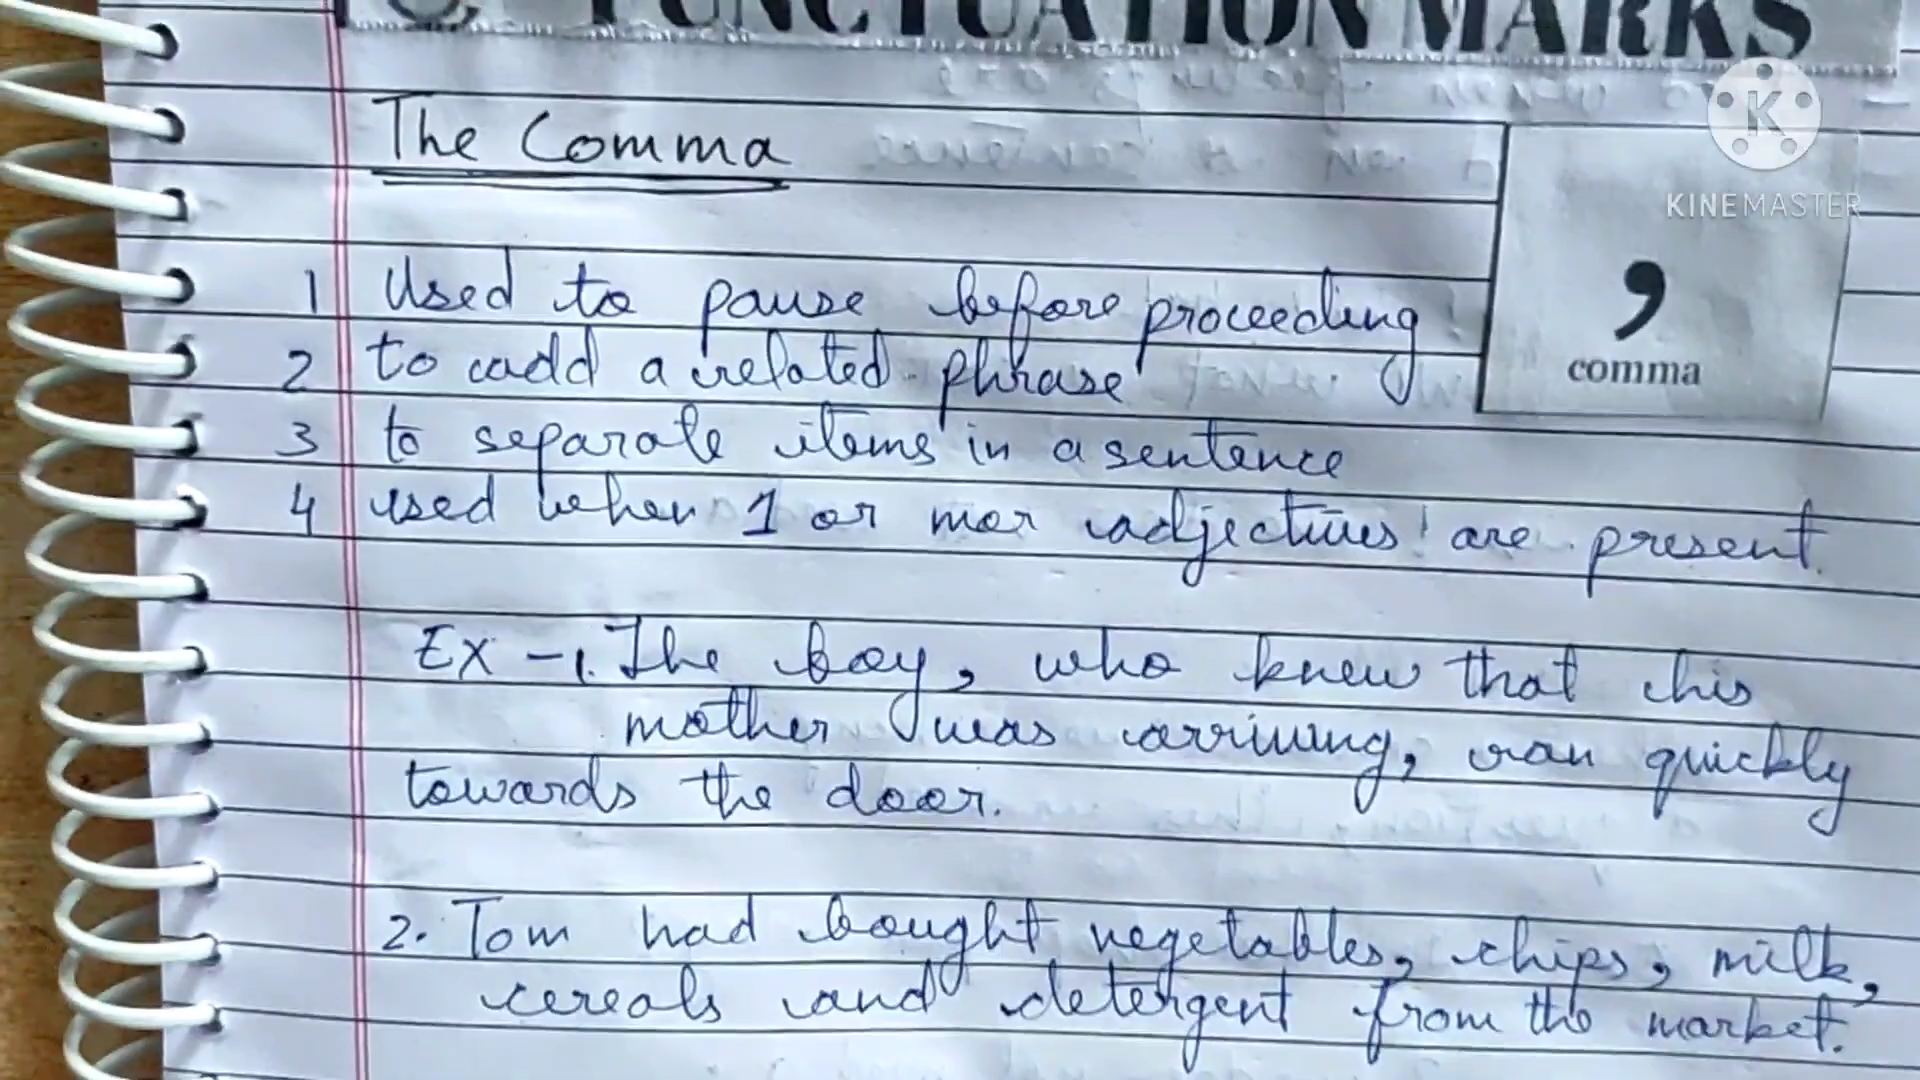 PUNCTUATION MARKS
The Comma
K
KINEMASTER
,
comma
1 Used to pause before proceeding
2 to add a related phrase
3 to separate items in a sentence
4 used when 1 or mor adjectives are present
Ex -1. The boy, who knew that his
mother was arriving, ran quickly
towards the door.
2. Tom had bought vegetables, chips, milk,
cereals and detergent from the market.